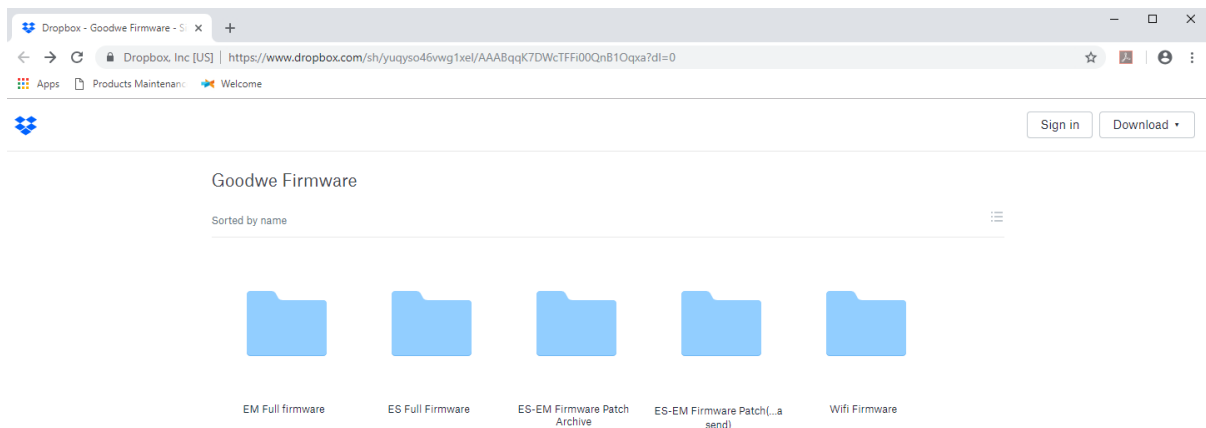 Dropbox - Goodwe Firmware - S
Dropbox, Inc [US] | https://www.dropbox.com/sh/yuqyso46vwg1xel/AAABqqK7DWcTFFi00QnB1Oqxa?dl=0
Apps Products Maintenanc Welcome
Sign in Download
Goodwe Firmware
Sorted by name
EM Full firmware
ES Full Firmware
ES-EM Firmware Patch
Archive
ES-EM Firmware Patch(...a
send)
Wifi Firmware